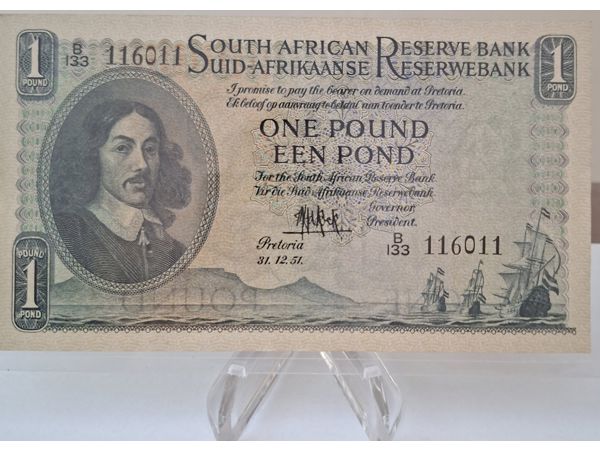 1
POUND
B/133 116011
SOUTH AFRICAN RESERVE BANK
SUID-AFRIKAANSE RESERWEBANK
1
POUND
I promise to pay the bearer on demand at Pretoria.
Ek beloof op aanvraag te betaal aan toonder te Pretoria.
ONE POUND
EEN POND
For the South African Reserve Bank
Vir die Suid-Afrikaanse Reserwebank
Governor,
President.
Pretoria
31.12.51.
B/133 116011
POUND
1
POND